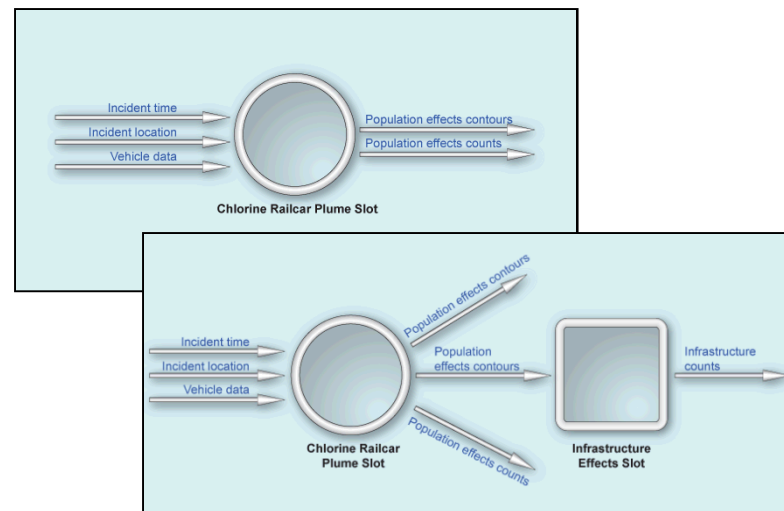 Incident time
Incident location
Vehicle data
Population effects contours
Population effects counts
Chlorine Railcar Plume Slot
Incident time
Incident location
Vehicle data
Population effects contours
Population
effects contours
Population effects counts
Chlorine Railcar
Plume Slot
Infrastructure
counts
Infrastructure
Effects Slot